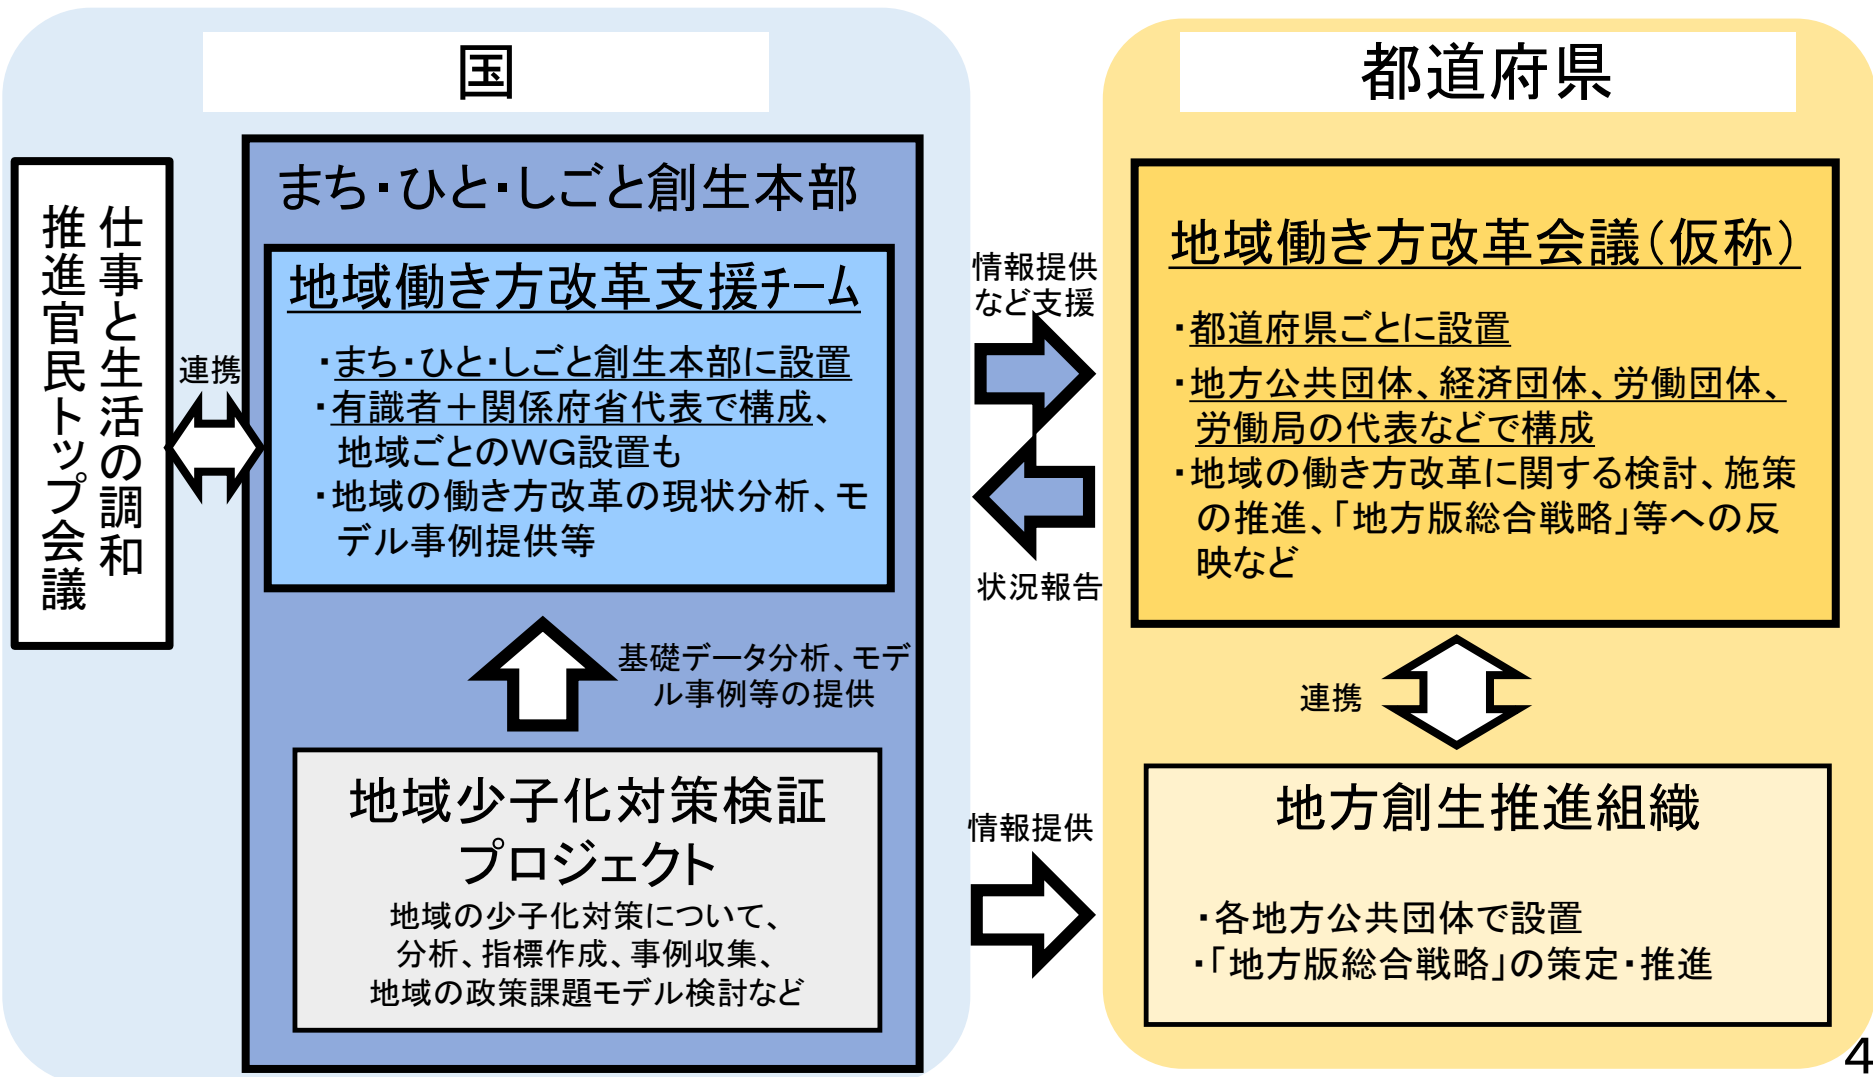 国
仕事と生活の調和
推進官民トップ会議
連携
まち・ひと・しごと創生本部
地域働き方改革支援チーム
・まち・ひと・しごと創生本部に設置
・有識者＋関係府省代表で構成、
地域ごとのWG設置も
・地域の働き方改革の現状分析、モ
デル事例提供等
基礎データ分析、モデ
ル事例等の提供
地域少子化対策検証
プロジェクト
地域の少子化対策について、
分析、指標作成、事例収集、
地域の政策課題モデル検討など
情報提供
など支援
状況報告
情報提供
都道府県
地域働き方改革会議（仮称）
・都道府県ごとに設置
・地方公共団体、経済団体、労働団体、
労働局の代表などで構成
・地域の働き方改革に関する検討、施策
の推進、「地方版総合戦略」等への反
映など
連携
地方創生推進組織
・各地方公共団体で設置
・「地方版総合戦略」の策定・推進
4